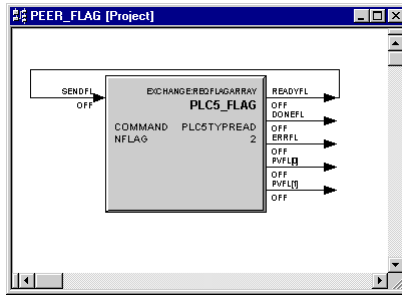 PEER_FLAG [Project]
EXCHANGE:REQFLAGARRAY
PLC5_FLAG
SENDFL
OFF
COMMAND PLC5TYPREAD
NFLAG 2
READYFL
OFF
DONEFL
OFF
ERRFL
OFF
PVFL[0]
OFF
PVFL[1]
OFF